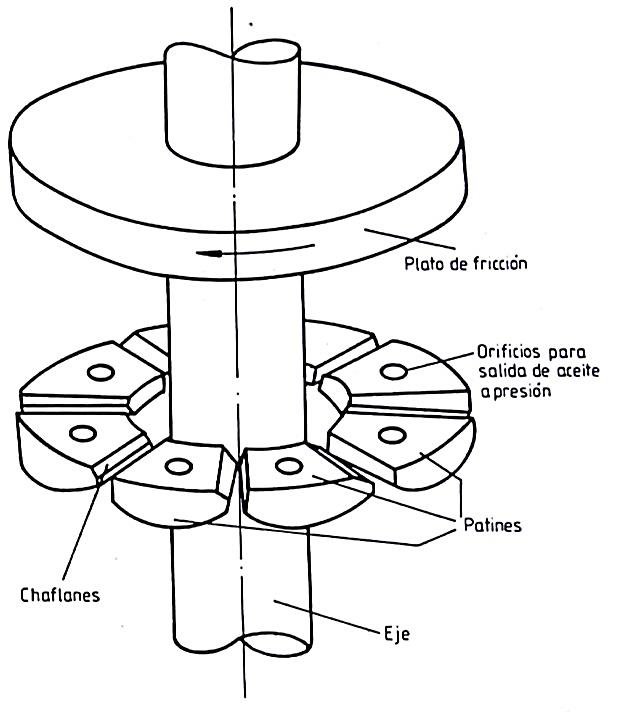 Plato de fricción
Orificios para
salida de aceite
a presión
Patines
Chaflanes
Eje